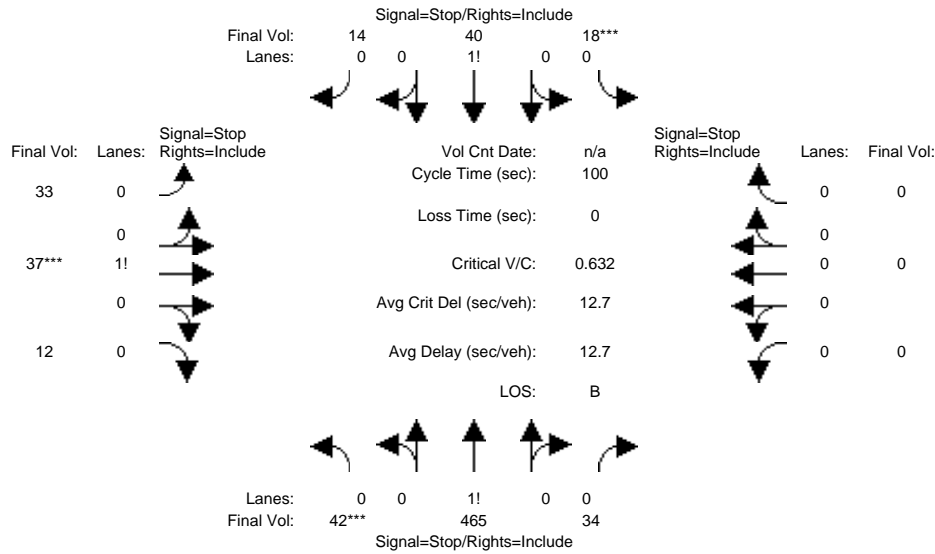 Signal=Stop/Rights=Include
Final Vol: 14 40 18***
Lanes: 0 0 1! 0 0
Signal=Stop Signal=Stop
Final Vol: Lanes: Rights=Include Vol Cnt Date: n/a Rights=Include Lanes: Final Vol:
Cycle Time (sec): 100
33 0 0 0
Loss Time (sec): 0
0 0
37*** 1! Critical V/C: 0.632 0 0
0 Avg Crit Del (sec/veh): 12.7 0
12 0 Avg Delay (sec/veh): 12.7 0 0
LOS: B
Lanes: 0 0 1! 0 0
Final Vol: 42*** 465 34
Signal=Stop/Rights=Include